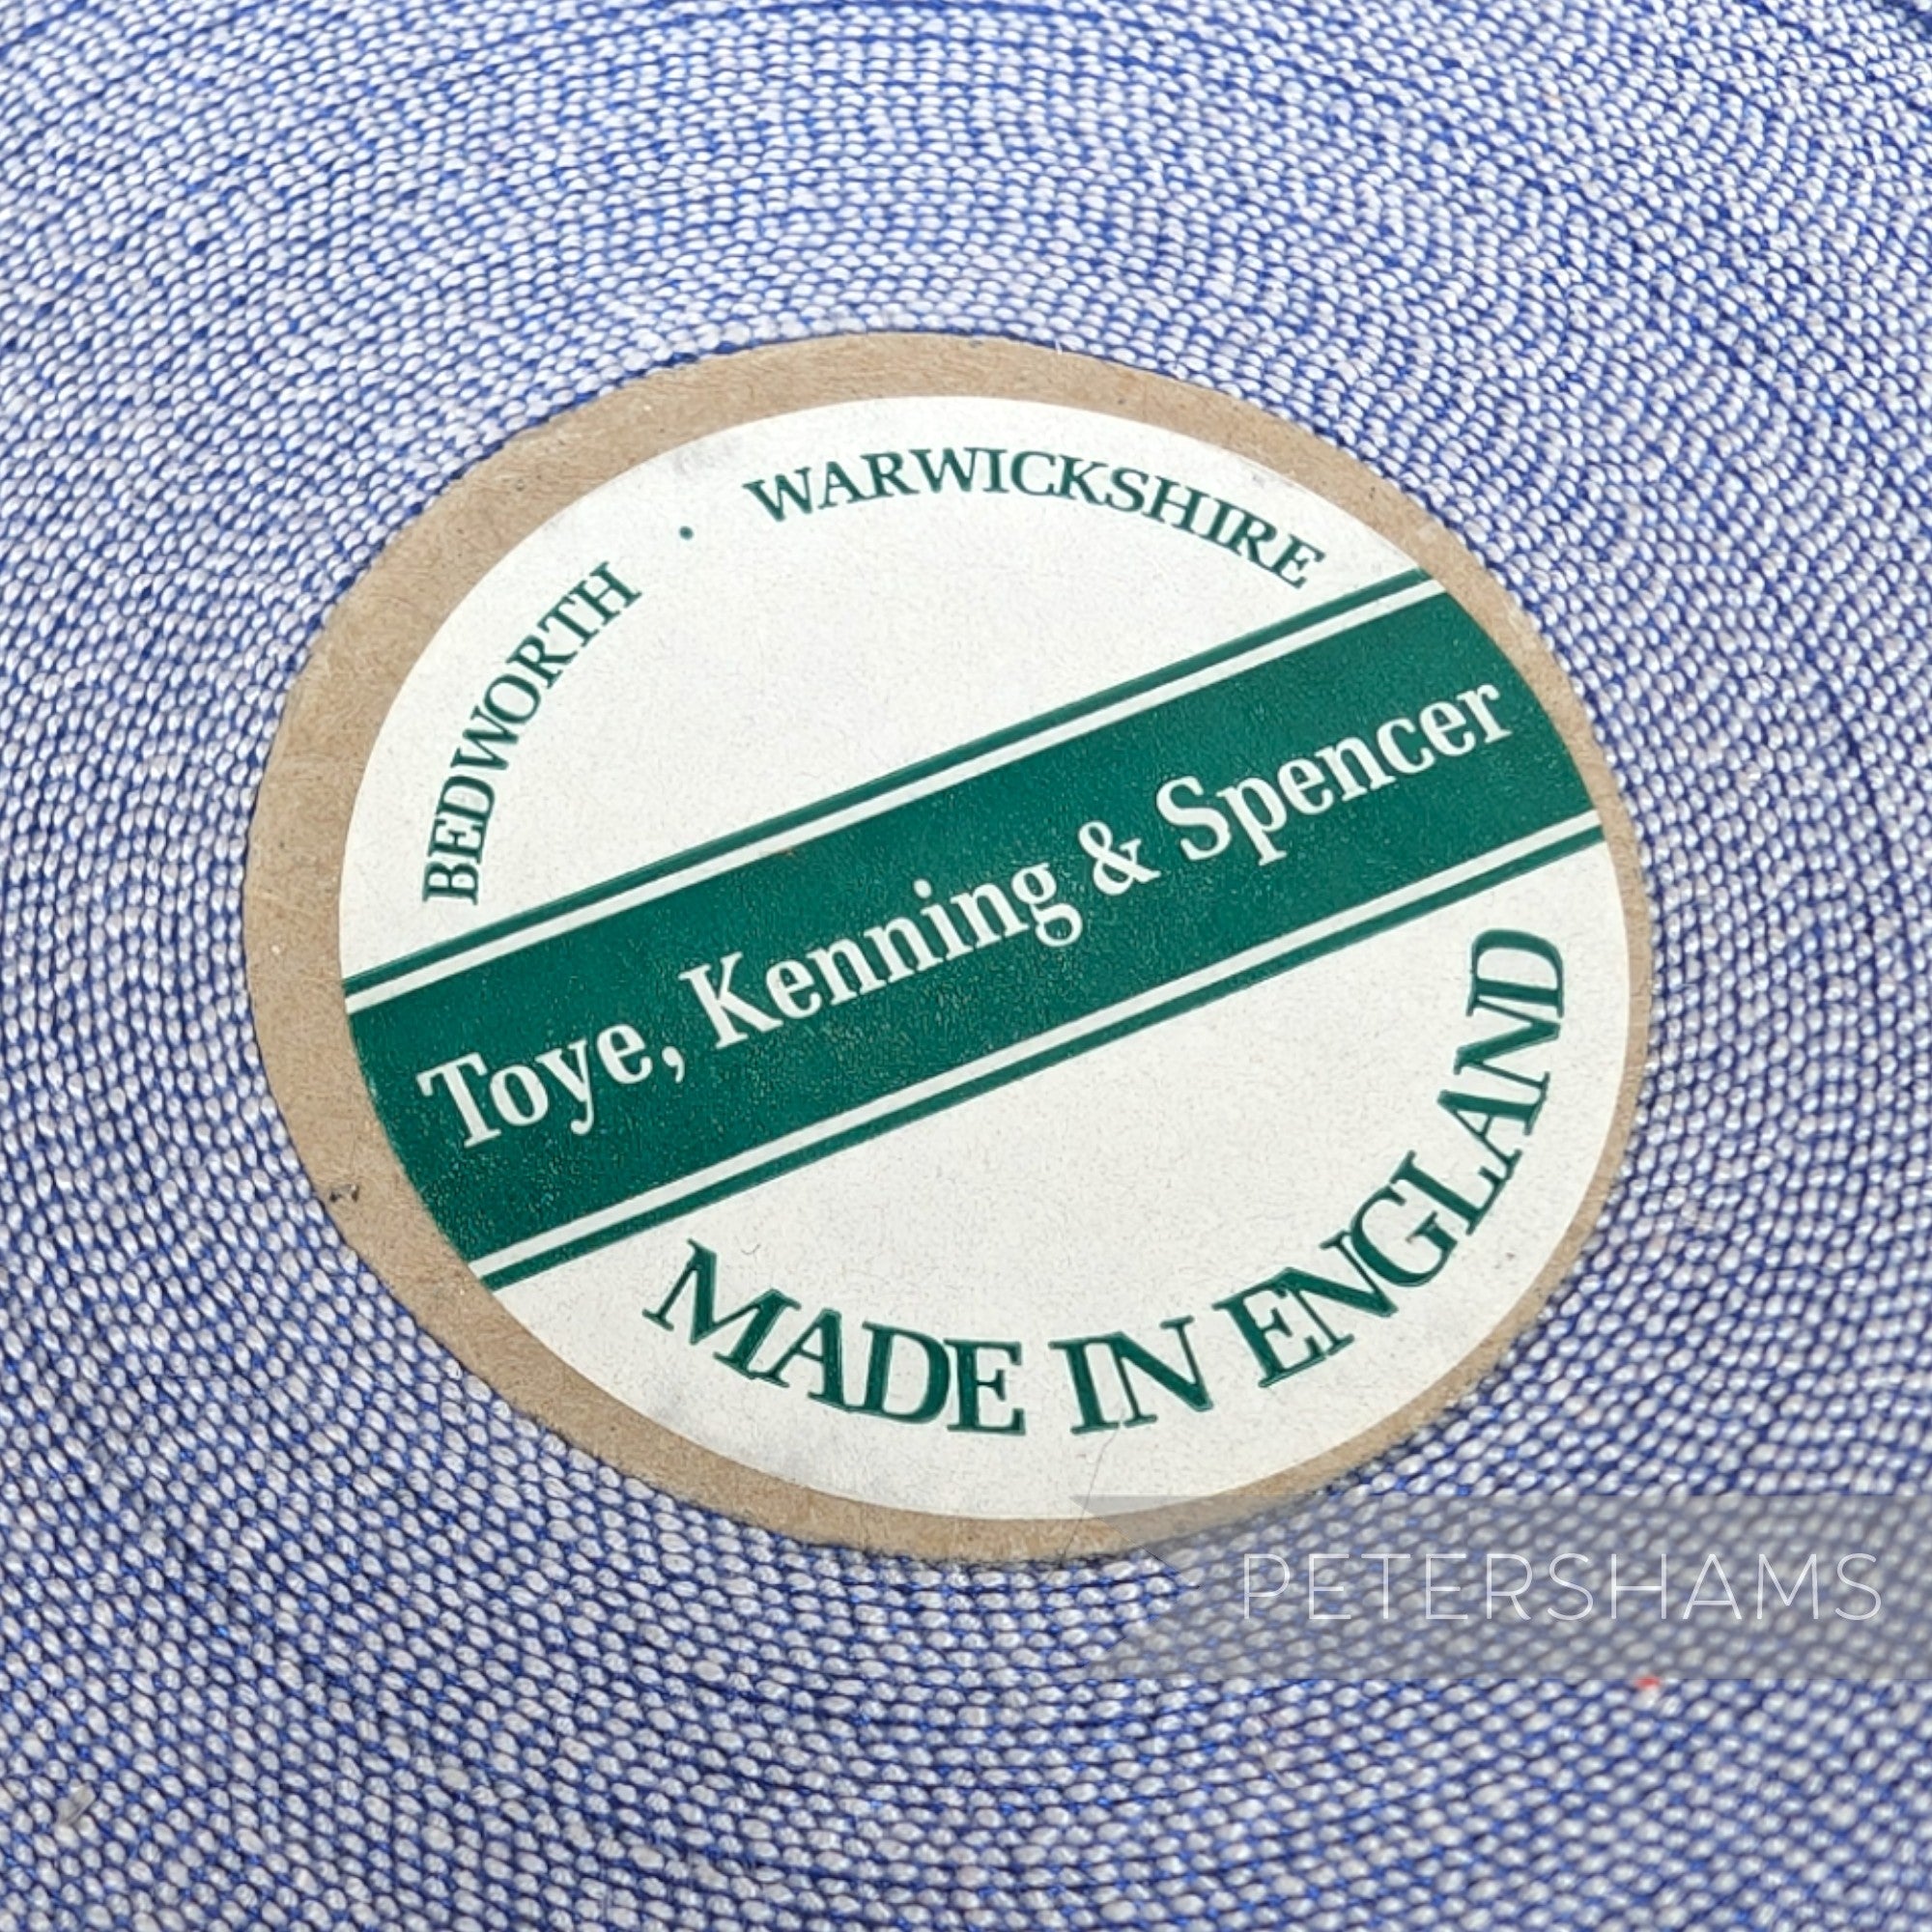 BEDWORTH · WARWICKSHIRE
Toye, Kenning & Spencer
MADE IN ENGLAND
PETERSHAMS